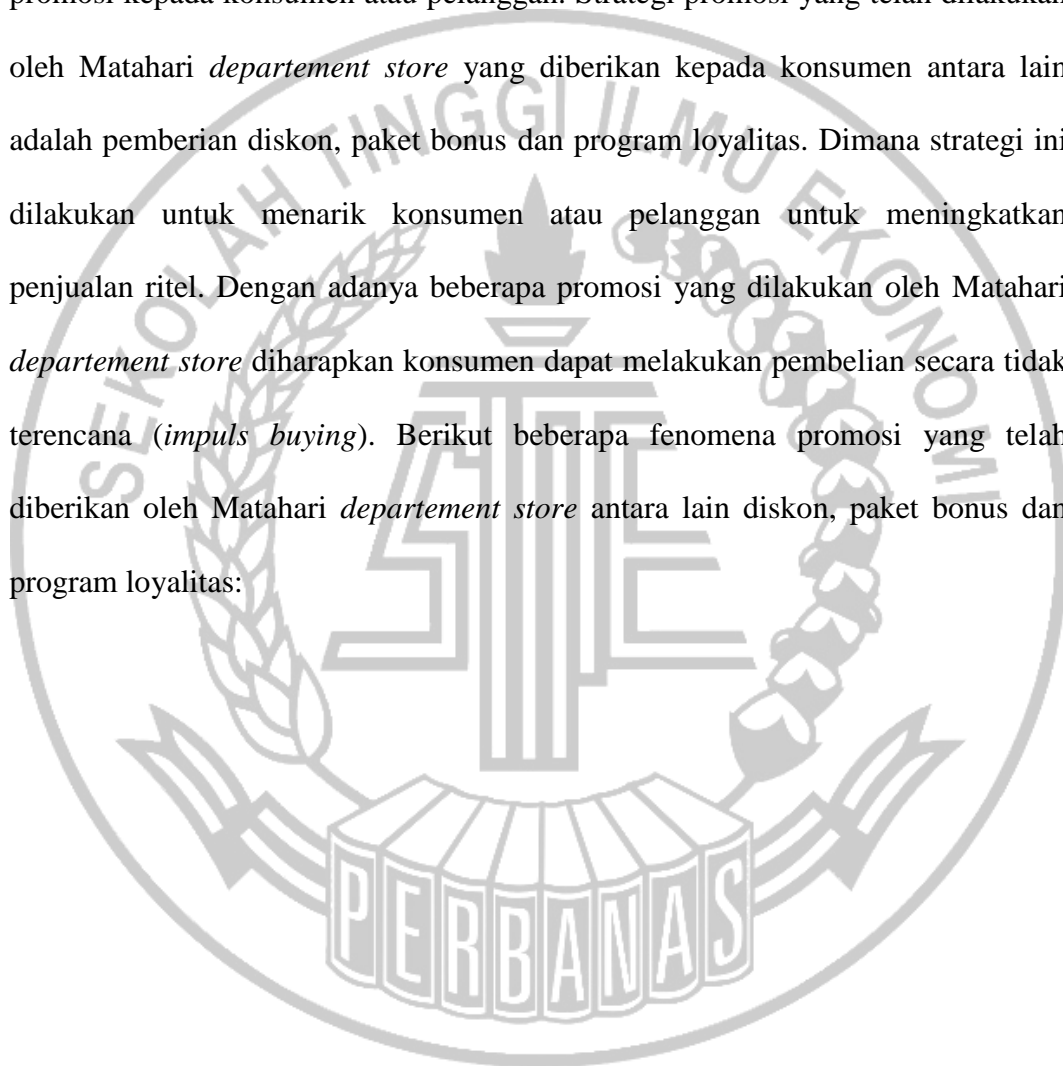 promosi kepada konsumen atau pelanggan. Strategi promosi yang telah dilakukan
oleh Matahari departement store yang diberikan kepada konsumen antara lain
adalah pemberian diskon, paket bonus dan program loyalitas. Dimana strategi ini
dilakukan untuk menarik konsumen atau pelanggan untuk meningkatkan
penjualan ritel. Dengan adanya beberapa promosi yang dilakukan oleh Matahari
departement store diharapkan konsumen dapat melakukan pembelian secara tidak
terencana (impuls buying). Berikut beberapa fenomena promosi yang telah
diberikan oleh Matahari departement store antara lain diskon, paket bonus dan
program loyalitas:
SEKOLAH TINGGI ILMU EKONOMI
PERBANAS